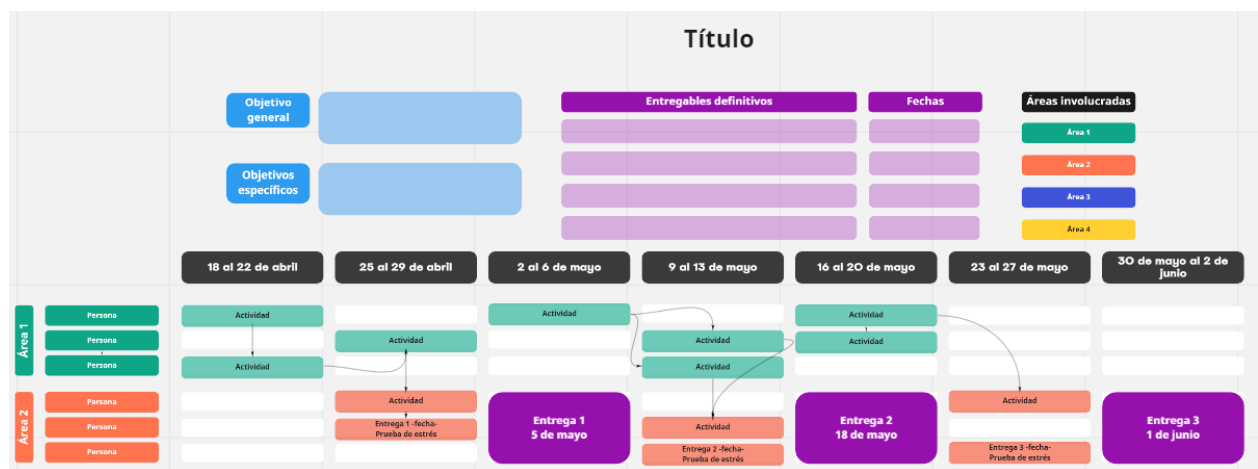 Título
Objetivo
general
Objetivos
específicos
Entregables definitivos
Fechas
Áreas involucradas
Área 1
Área 2
Área 3
Área 4
18 al 22 de abril
25 al 29 de abril
2 al 6 de mayo
9 al 13 de mayo
16 al 20 de mayo
23 al 27 de mayo
30 de mayo al 2 de
junio
Área 1
Persona
Actividad
Actividad
Actividad
Persona
Actividad
Actividad
Actividad
Persona
Actividad
Actividad
Área 2
Persona
Actividad
Actividad
Persona
Entrega 1 -fecha-
Prueba de estrés
Entrega 1
5 de mayo
Actividad
Entrega 2
18 de mayo
Entrega 3
1 de junio
Persona
Entrega 2 -fecha-
Prueba de estrés
Entrega 3 -fecha-
Prueba de estrés